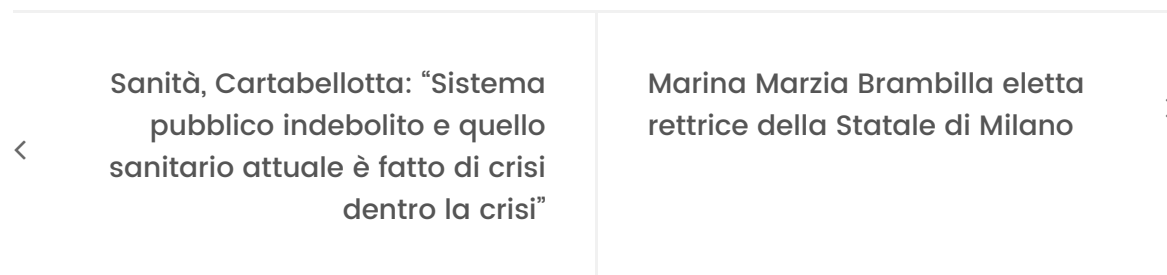 Sanità, Cartabellotta: “Sistema
pubblico indebolito e quello
sanitario attuale è fatto di crisi
dentro la crisi”
Marina Marzia Brambilla eletta
rettrice della Statale di Milano